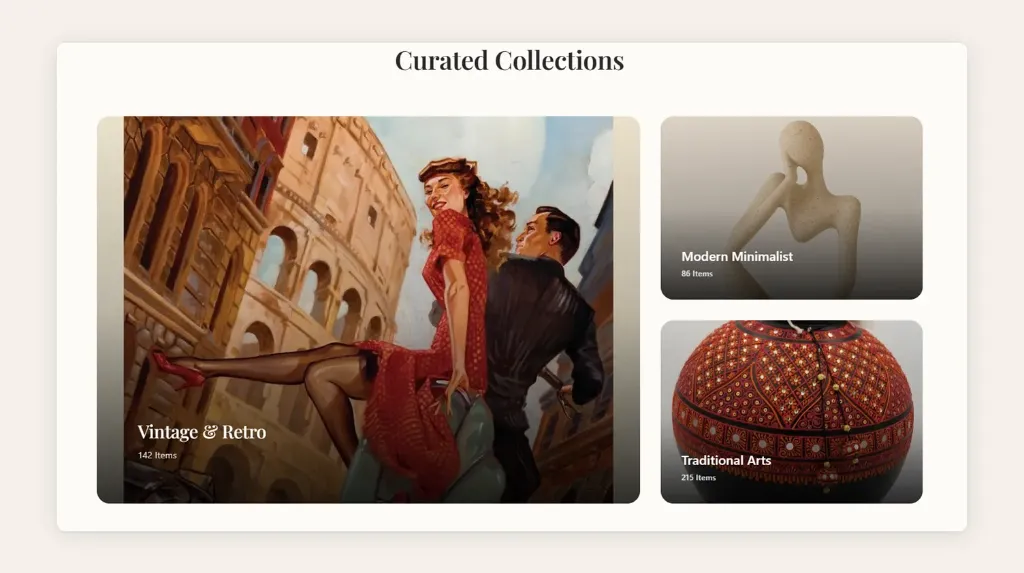 Curated Collections
Vintage & Retro
142 Items
Modern Minimalist
86 Items
Traditional Arts
215 Items